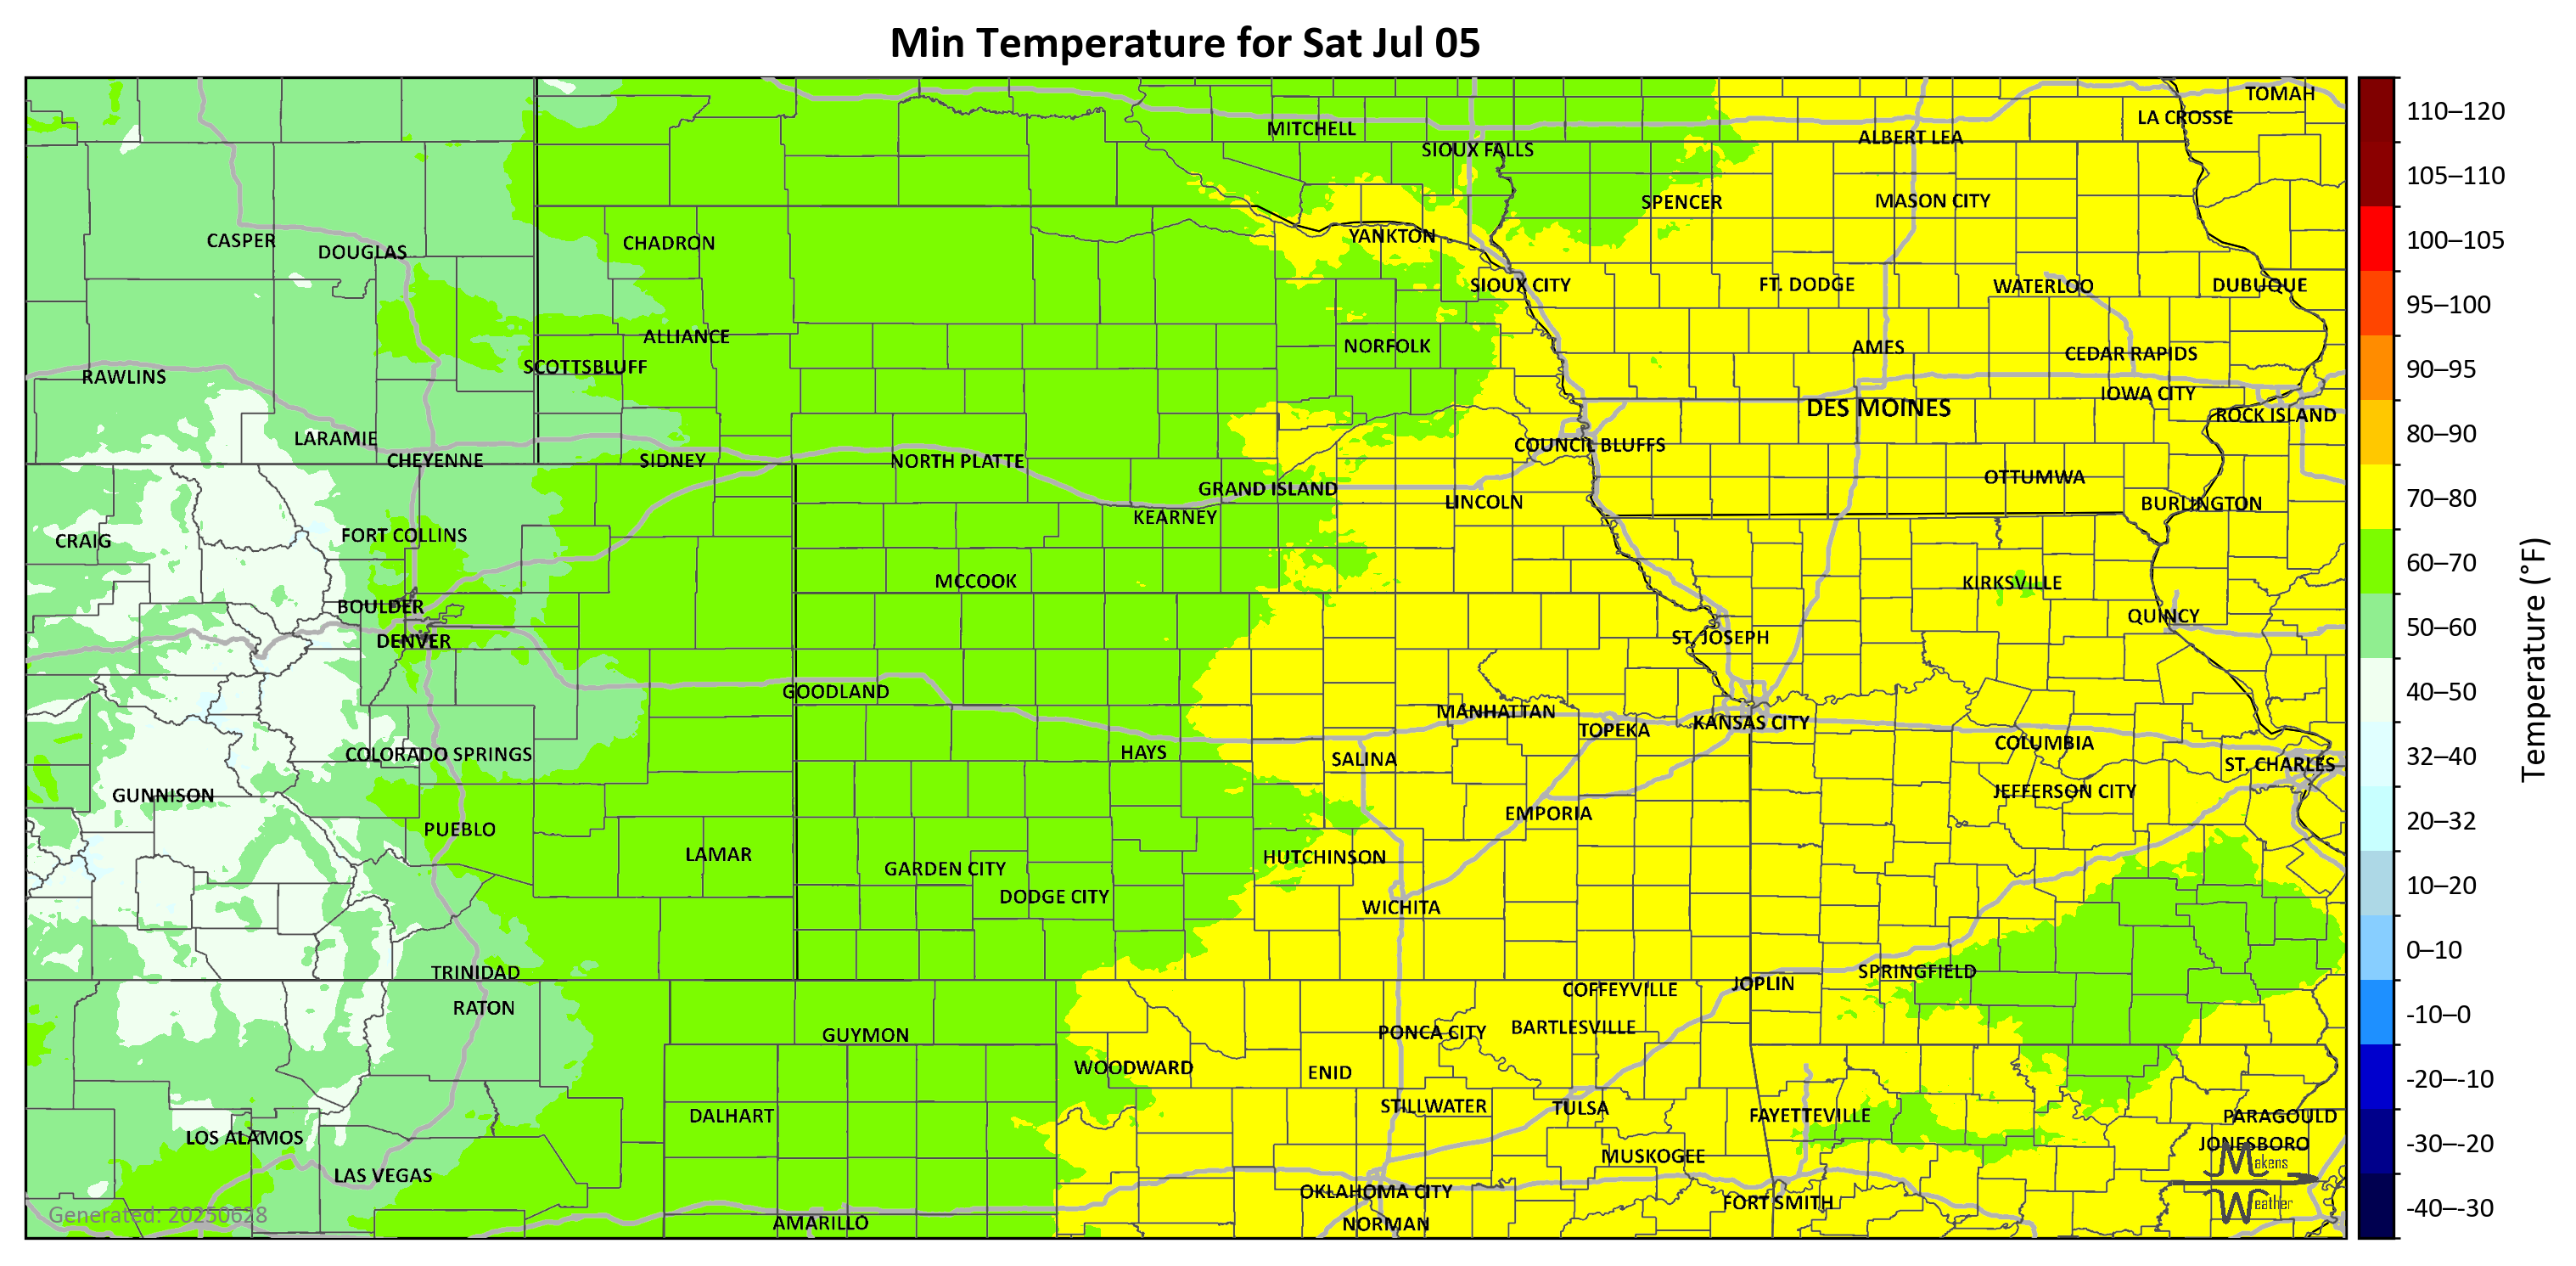 Min Temperature for Sat Jul 05
TOMAH
LA CROSSE
MITCHELL
ALBERT LEA
SIOUX FALLS
SPENCER
MASON CITY
CASPER
DOUGLAS
CHADRON
YANKTON
SIOUX CITY
FT. DODGE
WATERLOO
DUBUQUE
ALLIANCE
NORFOLK
AMES
CEDAR RAPIDS
SCOTTSBLUFF
RAWLINS
IOWA CITY
DES MOINES
ROCK ISLAND
LARAMIE
COUNCIL BLUFFS
CHEYENNE
SIDNEY
NORTH PLATTE
OTTUMWA
GRAND ISLAND
LINCOLN
BURLINGTON
KEARNEY
FORT COLLINS
CRAIG
MCCOOK
KIRKSVILLE
BOULDER
QUINCY
DENVER
ST. JOSEPH
GOODLAND
MANHATTAN
TOPEKA
KANSAS CITY
COLUMBIA
COLORADO SPRINGS
HAYS
SALINA
ST. CHARLES
GUNNISON
JEFFERSON CITY
EMPORIA
PUEBLO
LAMAR
HUTCHINSON
GARDEN CITY
DODGE CITY
WICHITA
TRINIDAD
SPRINGFIELD
JOPLIN
COFFEYVILLE
RATON
GUYMON
PONCA CITY
BARTLESVILLE
WOODWARD
ENID
STILLWATER
TULSA
DALHART
FAYETTEVILLE
PARAGOULD
LOS ALAMOS
JONESBORO
MUSKOGEE
LAS VEGAS
OKLAHOMA CITY
FORT SMITH
AMARILLO
NORMAN
Generated: 20250628
Makens
Weather
110−120
105−110
100−105
95−100
90−95
80−90
70−80
60−70
50−60
40−50
32−40
20−32
10−20
0−10
-10−0
-20−-10
-30−-20
-40−-30
Temperature (°F)